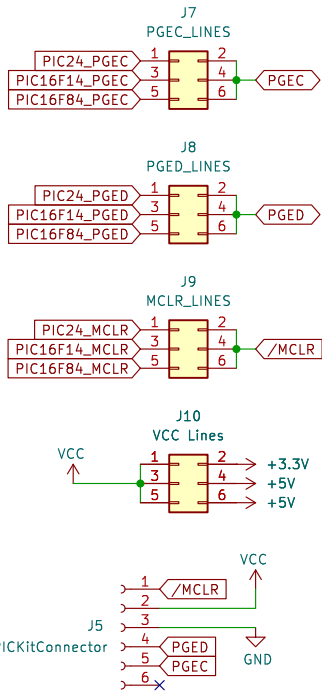 J7
PGEC_LINES
PIC24_PGEC 1 2
PIC16F14_PGEC 3 4 PGEC
PIC16F84_PGEC 5 6
J8
PGED_LINES
PIC24_PGED 1 2
PIC16F14_PGED 3 4 PGED
PIC16F84_PGED 5 6
J9
MCLR_LINES
PIC24_MCLR 1 2
PIC16F14_MCLR 3 4 /MCLR
PIC16F84_MCLR 5 6
J10
VCC Lines
VCC 1 2 +3.3V
3 4 +5V
5 6 +5V
VCC
1 /MCLR
2
J5 3
PICKitConnector 4 PGED
GND
5 PGEC
6